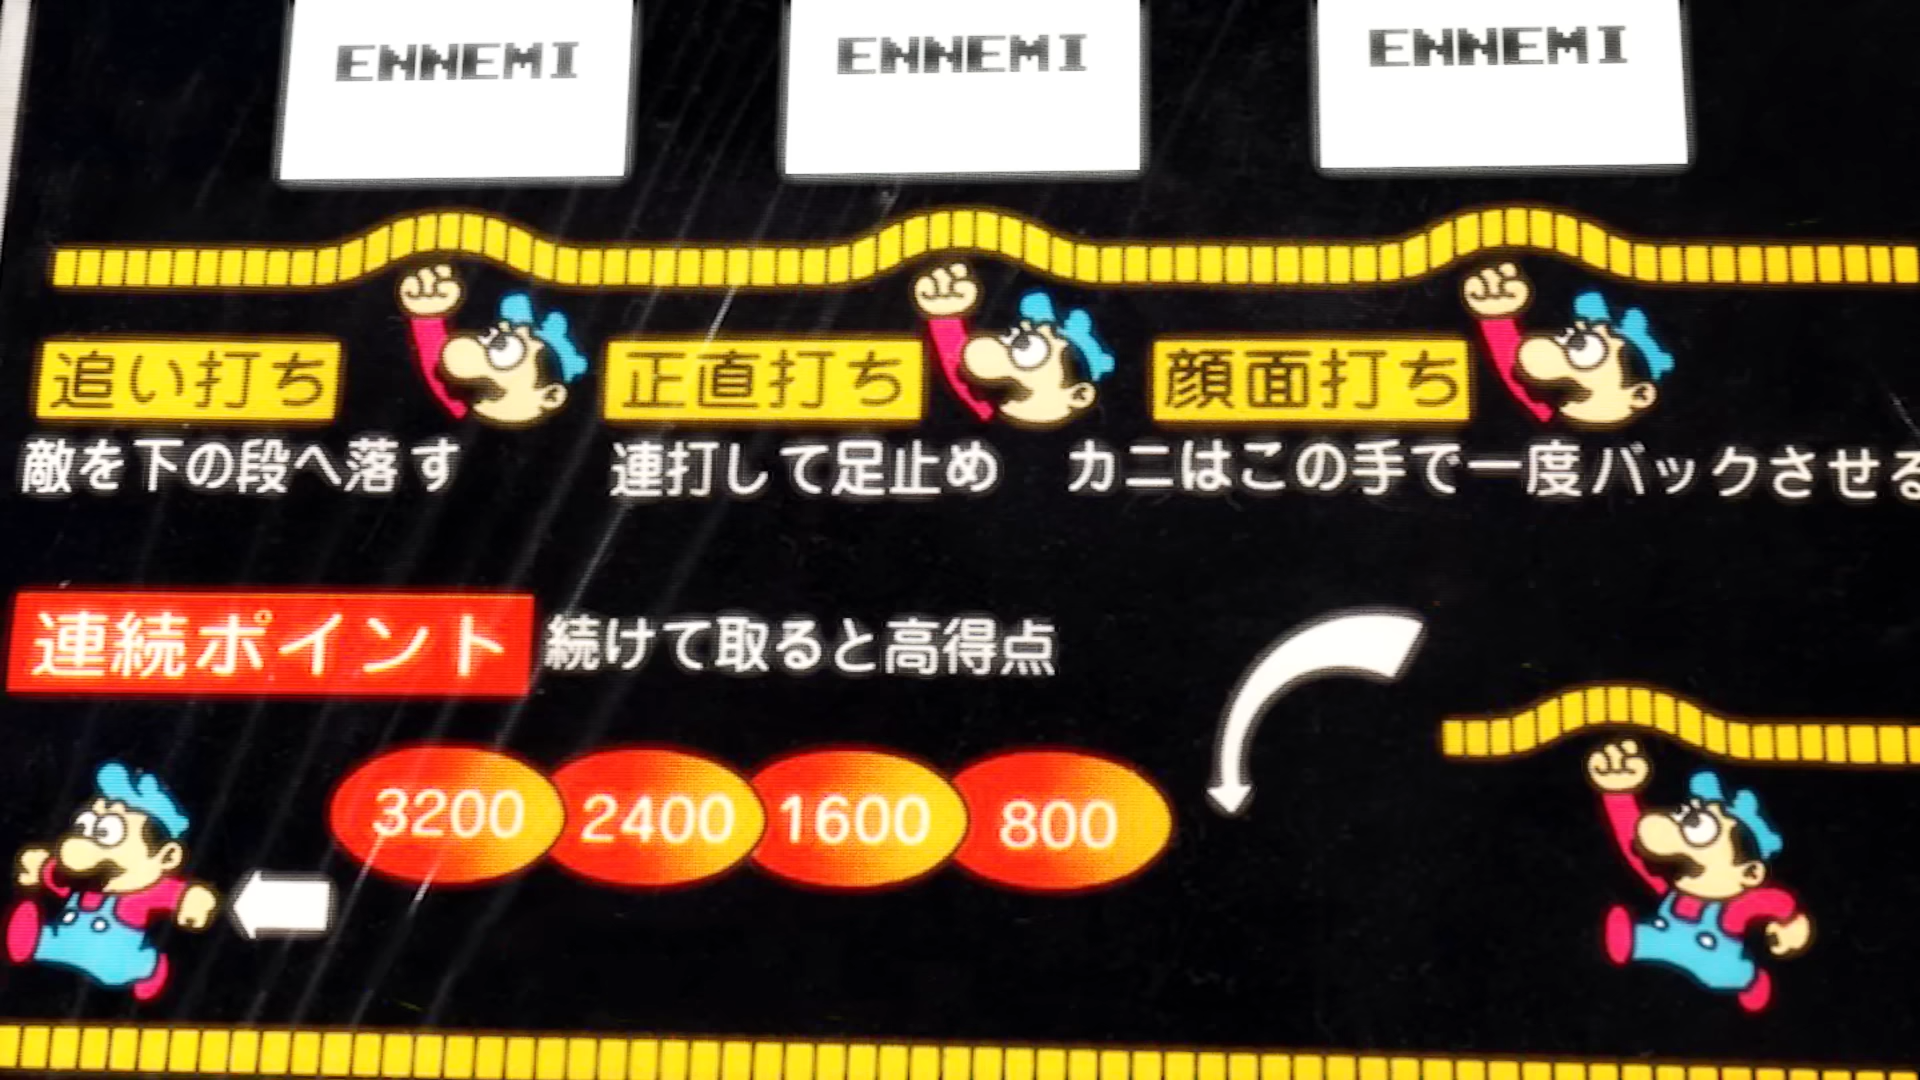 ENNEMI ENNEMI ENNEMI
追い打ち 正直打ち 顔面打ち
敵を下の段へ落す 連打して足止め カニはこの手で一度バックさせる
連続ポイント 続けて取ると高得点
3200 2400 1600 800